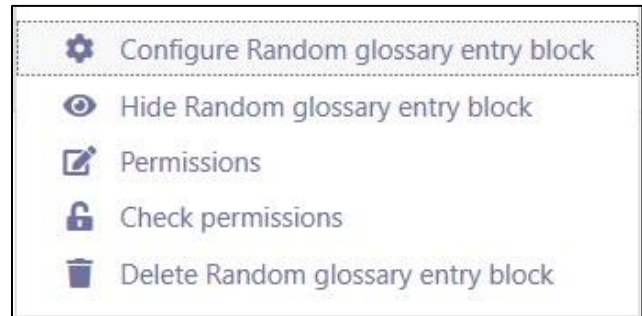 Configure Random glossary entry block
Hide Random glossary entry block
Permissions
Check permissions
Delete Random glossary entry block